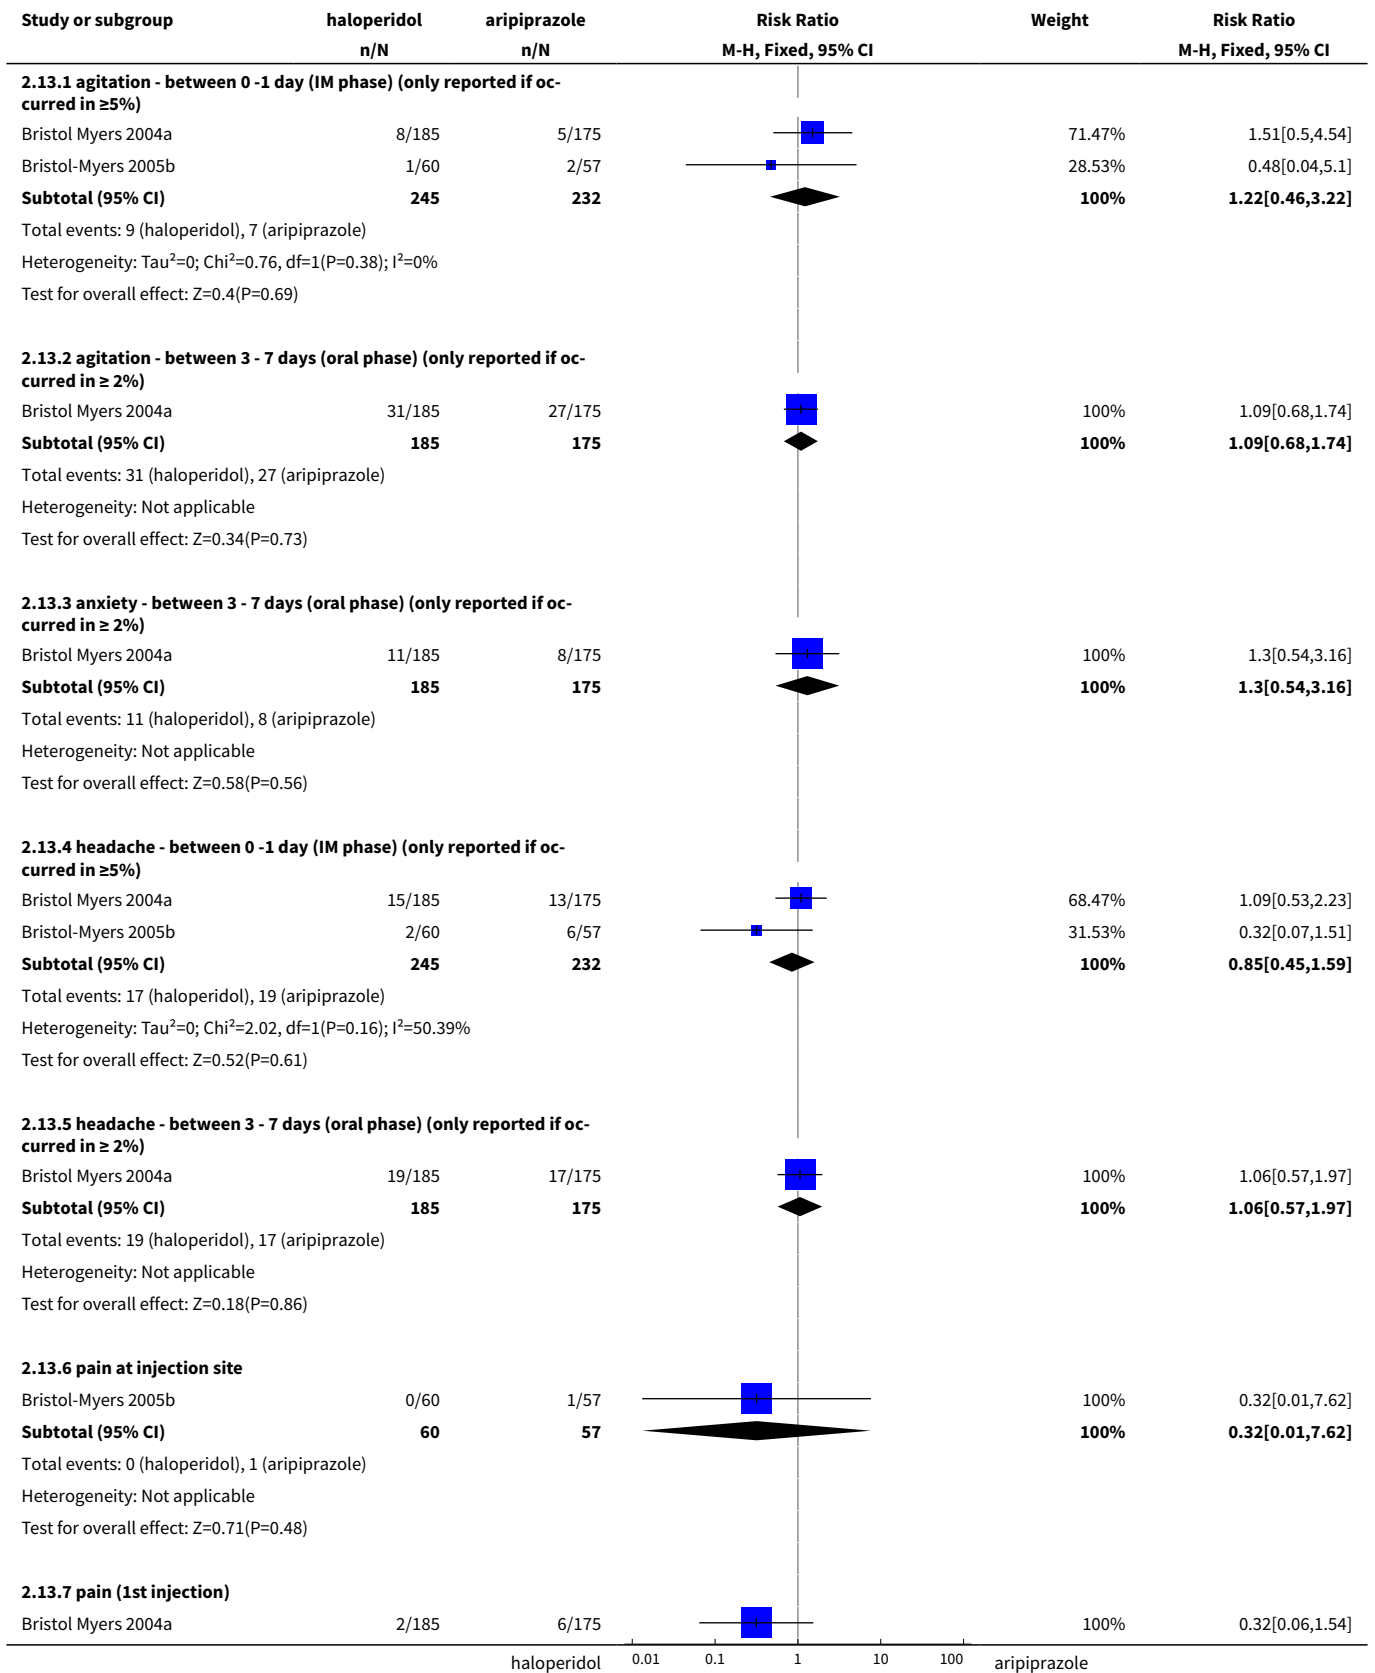 Study or subgroup haloperidol aripiprazole Risk Ratio Weight Risk Ratio
n/N n/N M-H, Fixed, 95% CI M-H, Fixed, 95% CI
2.13.1 agitation - between 0 -1 day (IM phase) (only reported if oc-
curred in ≥5%)
Bristol Myers 2004a 8/185 5/175 71.47% 1.51[0.5,4.54]
Bristol-Myers 2005b 1/60 2/57 28.53% 0.48[0.04,5.1]
Subtotal (95% CI) 245 232 100% 1.22[0.46,3.22]
Total events: 9 (haloperidol), 7 (aripiprazole)
Heterogeneity: Tau²=0; Chi²=0.76, df=1(P=0.38); I²=0%
Test for overall effect: Z=0.4(P=0.69)
2.13.2 agitation - between 3 - 7 days (oral phase) (only reported if oc-
curred in ≥ 2%)
Bristol Myers 2004a 31/185 27/175 100% 1.09[0.68,1.74]
Subtotal (95% CI) 185 175 100% 1.09[0.68,1.74]
Total events: 31 (haloperidol), 27 (aripiprazole)
Heterogeneity: Not applicable
Test for overall effect: Z=0.34(P=0.73)
2.13.3 anxiety - between 3 - 7 days (oral phase) (only reported if oc-
curred in ≥ 2%)
Bristol Myers 2004a 11/185 8/175 100% 1.3[0.54,3.16]
Subtotal (95% CI) 185 175 100% 1.3[0.54,3.16]
Total events: 11 (haloperidol), 8 (aripiprazole)
Heterogeneity: Not applicable
Test for overall effect: Z=0.58(P=0.56)
2.13.4 headache - between 0 -1 day (IM phase) (only reported if oc-
curred in ≥5%)
Bristol Myers 2004a 15/185 13/175 68.47% 1.09[0.53,2.23]
Bristol-Myers 2005b 2/60 6/57 31.53% 0.32[0.07,1.51]
Subtotal (95% CI) 245 232 100% 0.85[0.45,1.59]
Total events: 17 (haloperidol), 19 (aripiprazole)
Heterogeneity: Tau²=0; Chi²=2.02, df=1(P=0.16); I²=50.39%
Test for overall effect: Z=0.52(P=0.61)
2.13.5 headache - between 3 - 7 days (oral phase) (only reported if oc-
curred in ≥ 2%)
Bristol Myers 2004a 19/185 17/175 100% 1.06[0.57,1.97]
Subtotal (95% CI) 185 175 100% 1.06[0.57,1.97]
Total events: 19 (haloperidol), 17 (aripiprazole)
Heterogeneity: Not applicable
Test for overall effect: Z=0.18(P=0.86)
2.13.6 pain at injection site
Bristol-Myers 2005b 0/60 1/57 100% 0.32[0.01,7.62]
Subtotal (95% CI) 60 57 100% 0.32[0.01,7.62]
Total events: 0 (haloperidol), 1 (aripiprazole)
Heterogeneity: Not applicable
Test for overall effect: Z=0.71(P=0.48)
2.13.7 pain (1st injection)
Bristol Myers 2004a 2/185 6/175 100% 0.32[0.06,1.54]
haloperidol 0.01 0.1 1 10 100 aripiprazole